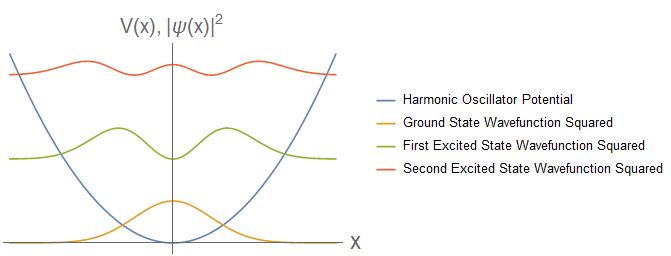 V(x), |ψ(x)|²
Harmonic Oscillator Potential
Ground State Wavefunction Squared
First Excited State Wavefunction Squared
Second Excited State Wavefunction Squared
x